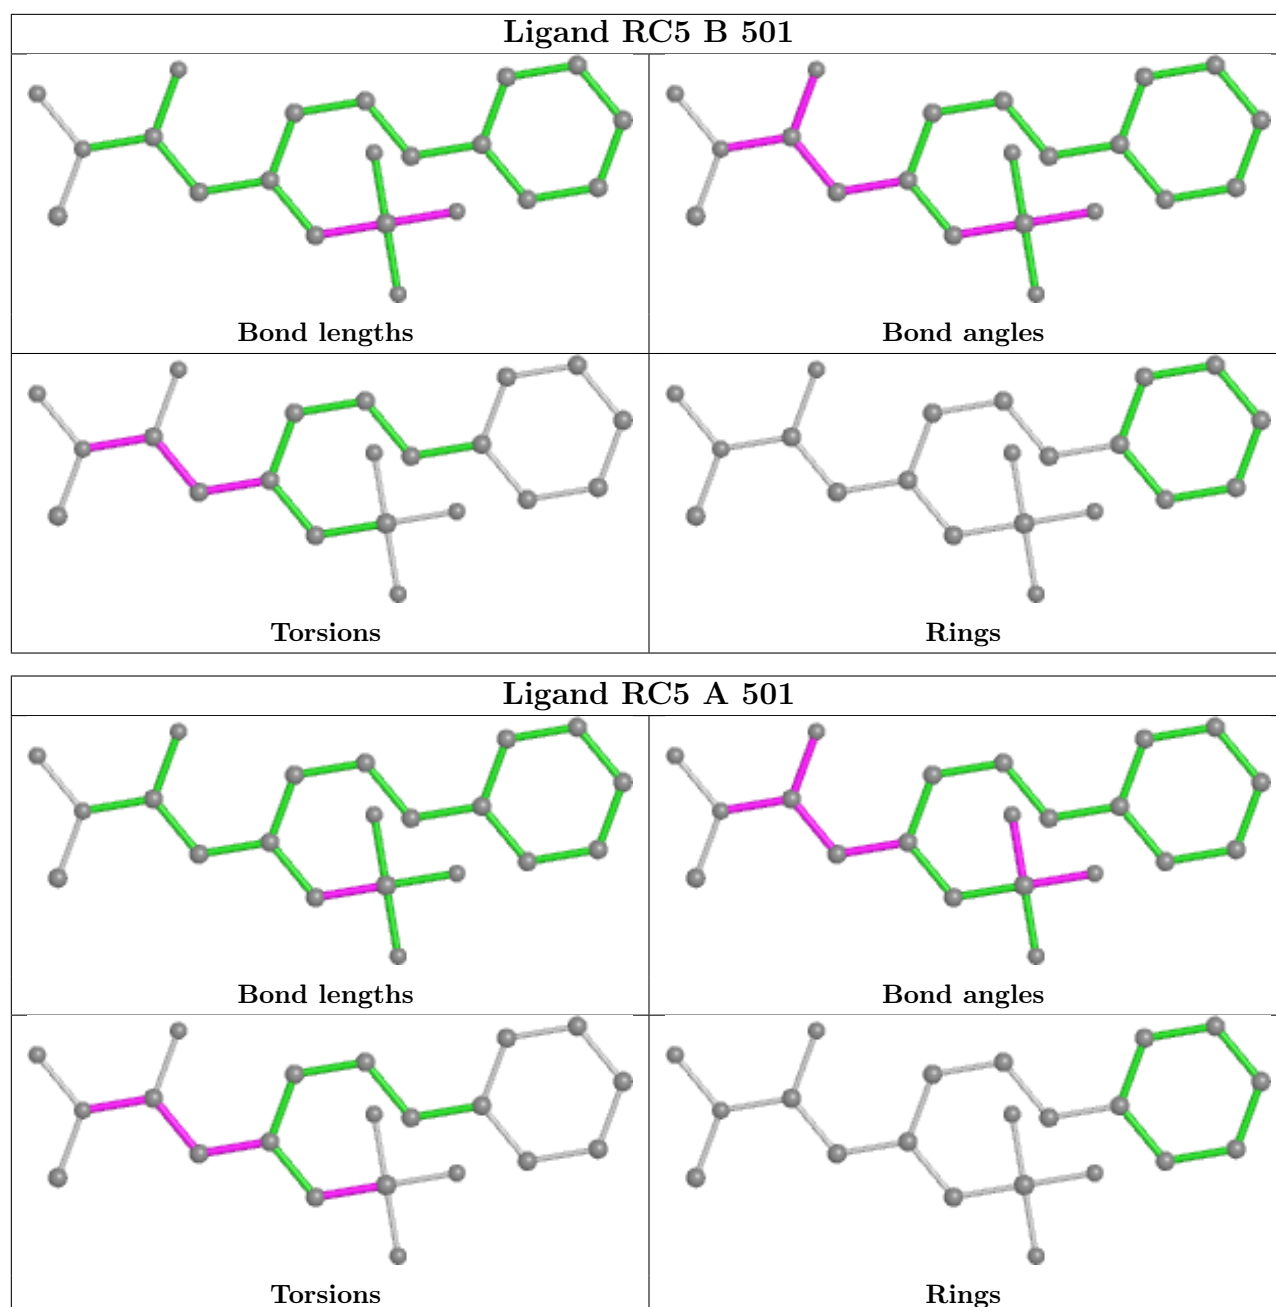 Ligand RC5 B 501
Bond lengths
Bond angles
Torsions
Rings
Ligand RC5 A 501
Bond lengths
Bond angles
Torsions
Rings